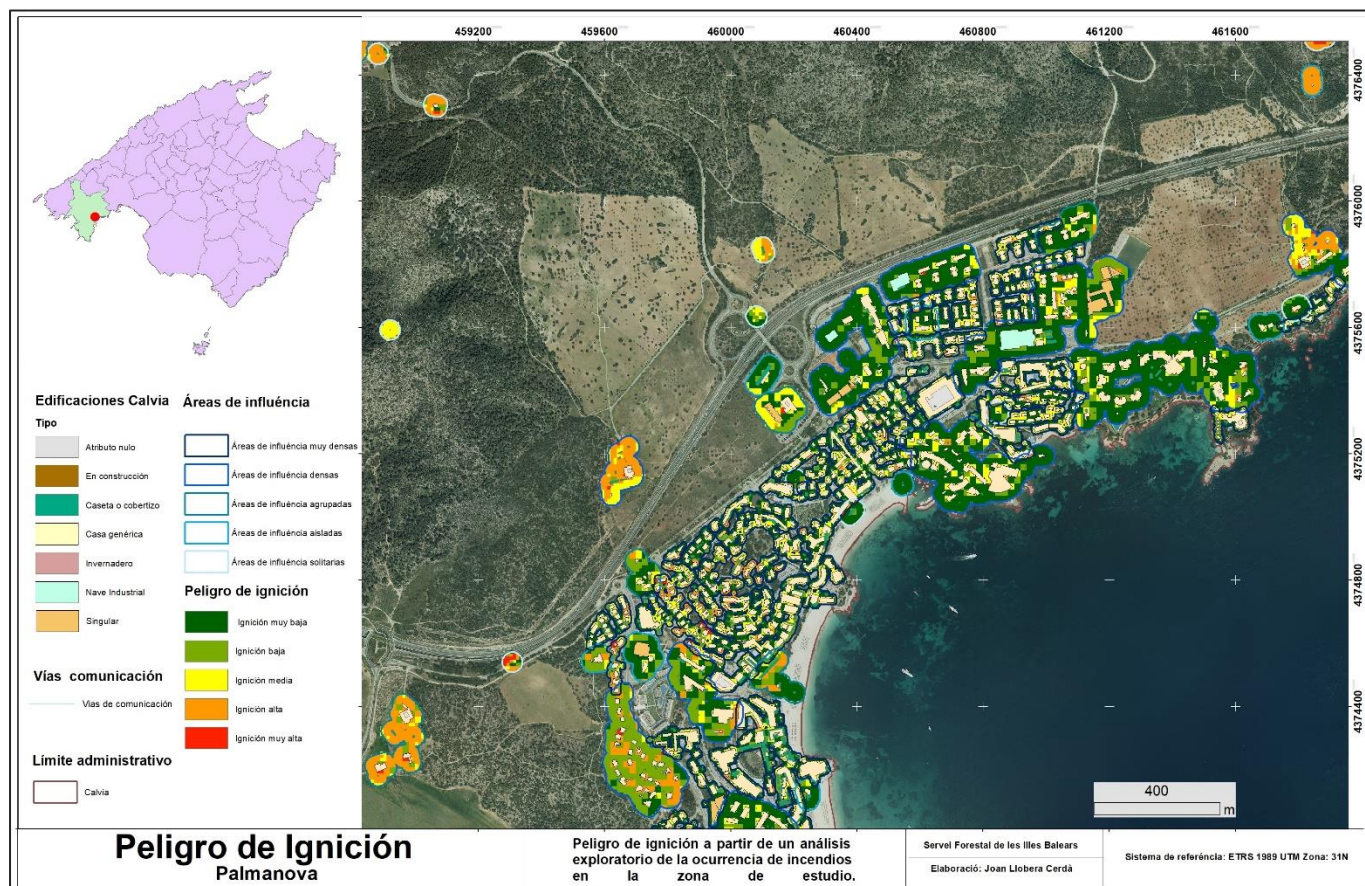 459200 459600 460000 460400 460800 461200 461600
4376400
4376000
4375600
4375200
4374800
4374400
Edificaciones Calvia
Tipo
Atributo nulo
En construcción
Caseta o cobertizo
Casa genérica
Invernadero
Nave Industrial
Singular
Vías comunicación
Vias de comunicación
Límite administrativo
Calvia
Áreas de influéncia
Áreas de influéncia muy densas
Áreas de influéncia densas
Áreas de influéncia agrupadas
Áreas de influéncia aisladas
Áreas de influéncia solitarias
Peligro de ignición
Ignición muy baja
Ignición baja
Ignición media
Ignición alta
Ignición muy alta
400
m
Peligro de Ignición
Palmanova
Peligro de ignición a partir de un análisis
exploratorio de la ocurrencia de incendios
en la zona de estudio.
Servei Forestal de les Illes Balears
Elaboració: Joan Llobera Cerdà
Sistema de referéncia: ETRS 1989 UTM Zona: 31N